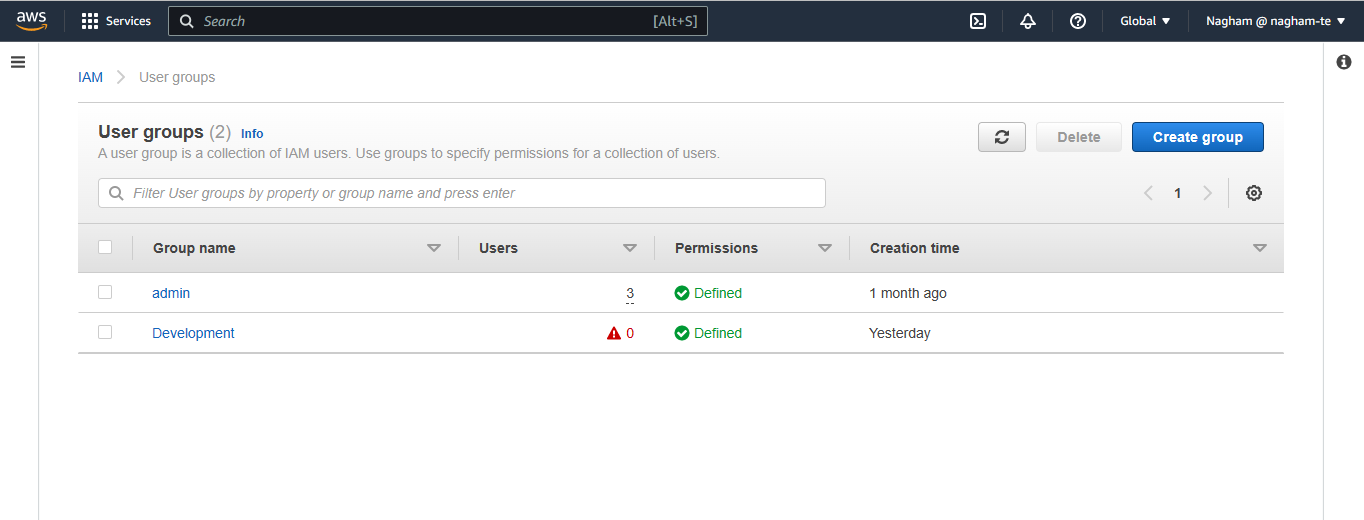 aws Services Search [Alt+S] Global Nagham @ nagham-te
IAM User groups
User groups (2) Info
A user group is a collection of IAM users. Use groups to specify permissions for a collection of users.
Delete Create group
Filter User groups by property or group name and press enter 1
Group name Users Permissions Creation time
admin 3 Defined 1 month ago
Development 0 Defined Yesterday